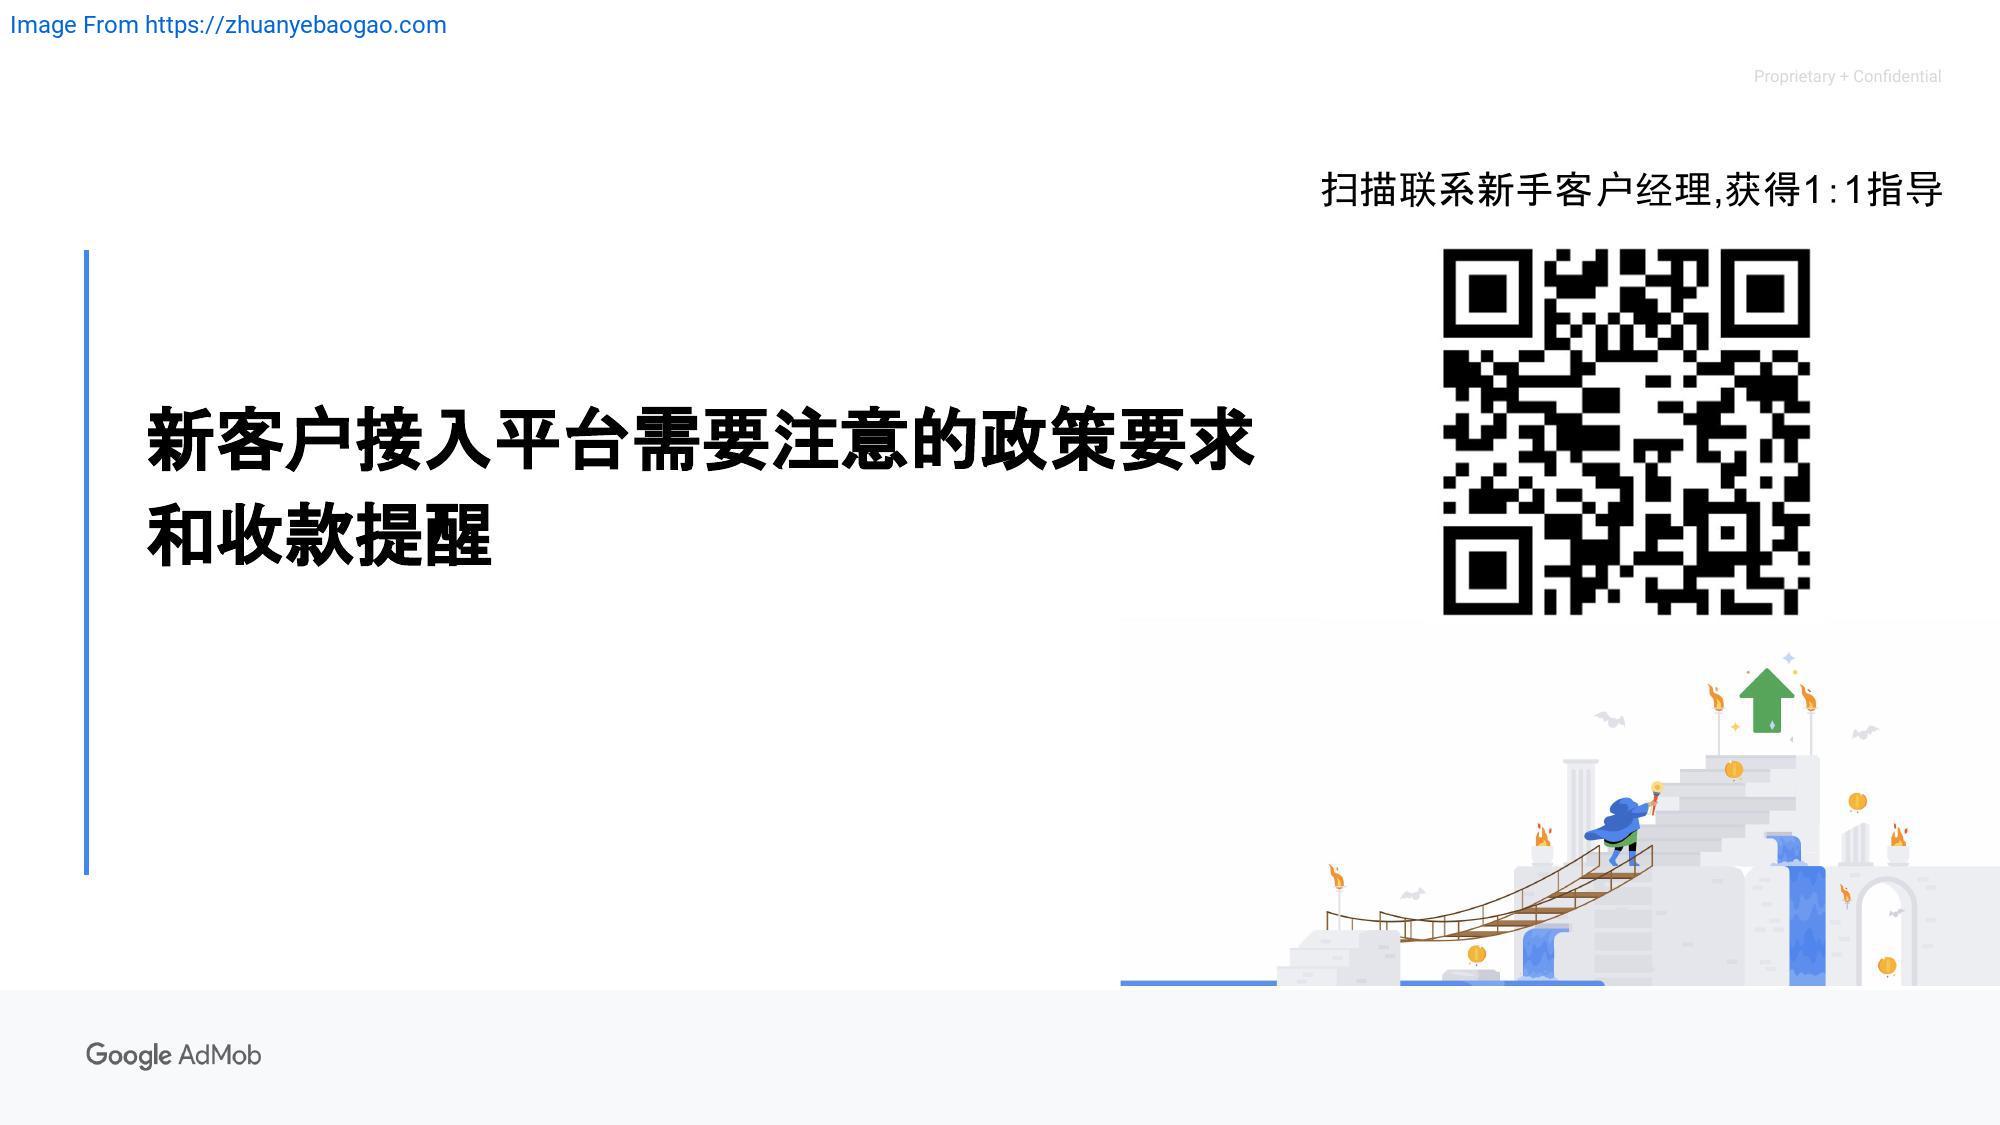 Image From https://zhuanyebaogao.com
Proprietary + Confidential
扫描联系新手客户经理,获得1:1指导
新客户接入平台需要注意的政策要求
和收款提醒
Google AdMob